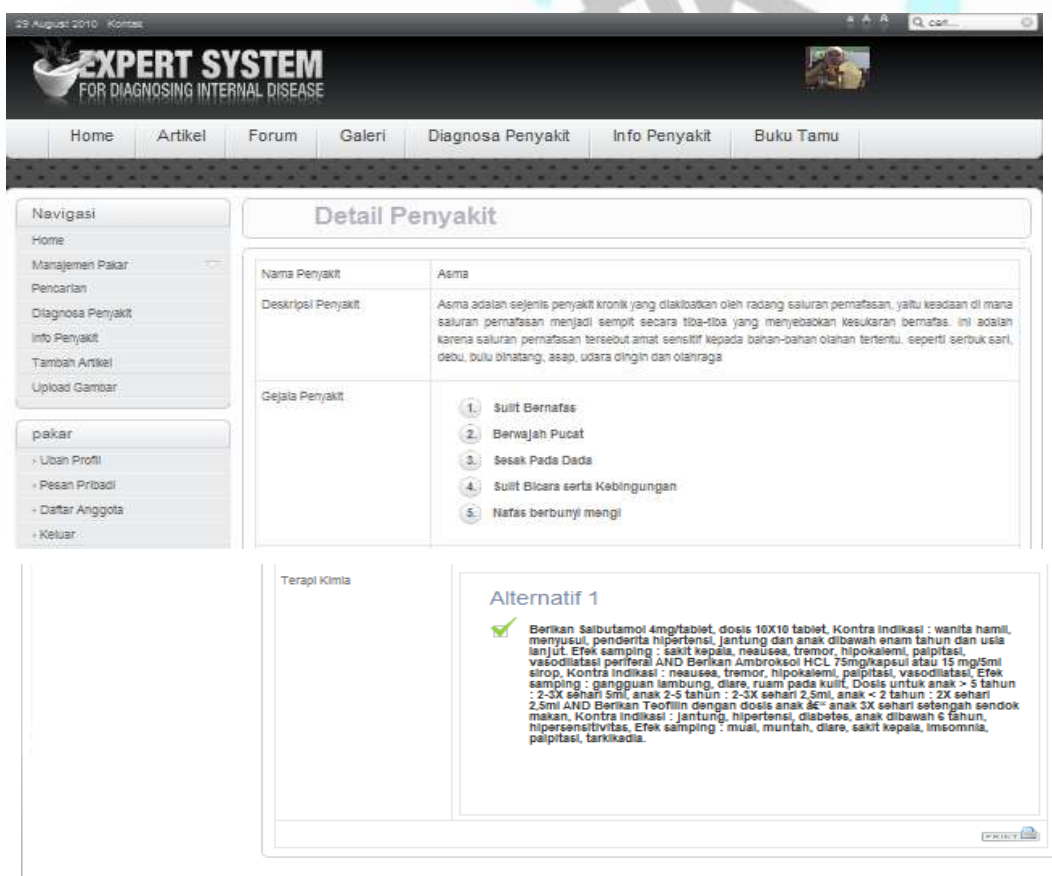 29 August 2010 Kontak
A A A
cari...
EXPERT SYSTEM
FOR DIAGNOSING INTERNAL DISEASE
Home Artikel Forum Galeri Diagnosa Penyakit Info Penyakit Buku Tamu
Navigasi
Home
Manajemen Pakar
Pencarian
Diagnosa Penyakit
Info Penyakit
Tambah Artikel
Upload Gambar
pakar
Ubah Profil
Pesan Pribadi
Daftar Anggota
Keluar
Detail Penyakit
Nama Penyakit Asma
Deskripsi Penyakit Asma adalah sejenis penyakit kronik yang diakibatkan oleh radang saluran pernafasan, yaitu keadaan di mana
saluran pernafasan menjadi sempit secara tiba-tiba yang menyebabkan kesukaran bernafas. Ini adalah
karena saluran pernafasan tersebut amat sensitif kepada bahan-bahan olahan tertentu. seperti serbuk sari,
debu, bulu binatang, asap, udara dingin dan olahraga
Gejala Penyakit
1. Sulit Bernafas
2. Berwajah Pucat
3. Sesak Pada Dada
4. Sulit Bicara serta Kebingungan
5. Nafas berbunyi mengi
Terapi Kimia
Alternatif 1
Berikan Salbutamol 4mg/tablet, dosis 10X10 tablet, Kontra Indikasi : wanita hamil,
menyusui, penderita hipertensi, jantung dan anak dibawah enam tahun dan usia
lanjut. Efek samping : sakit kepala, neausea, tremor, hipokalemi, palpitasi,
vasodilatasi periferal AND Berikan Ambroksol HCL 75mg/kapsul atau 15 mg/5ml
sirop, Kontra indikasi : neausea, tremor, hipokalemi, palpitasi, vasodilatasi, Efek
samping : gangguan lambung, diare, ruam pada kulit, Dosis untuk anak > 5 tahun
: 2-3X sehari 5ml, anak 2-5 tahun : 2-3X sehari 2,5ml, anak < 2 tahun : 2X sehari
2,5ml AND Berikan Teofilin dengan dosis anak â€“ anak 3X sehari setengah sendok
makan, Kontra Indikasi : jantung, hipertensi, diabetes, anak dibawah 6 tahun,
hipersensitivitas, Efek samping : mual, muntah, diare, sakit kepala, imsomnia,
palpitasi, tarkikadia.
PRINT